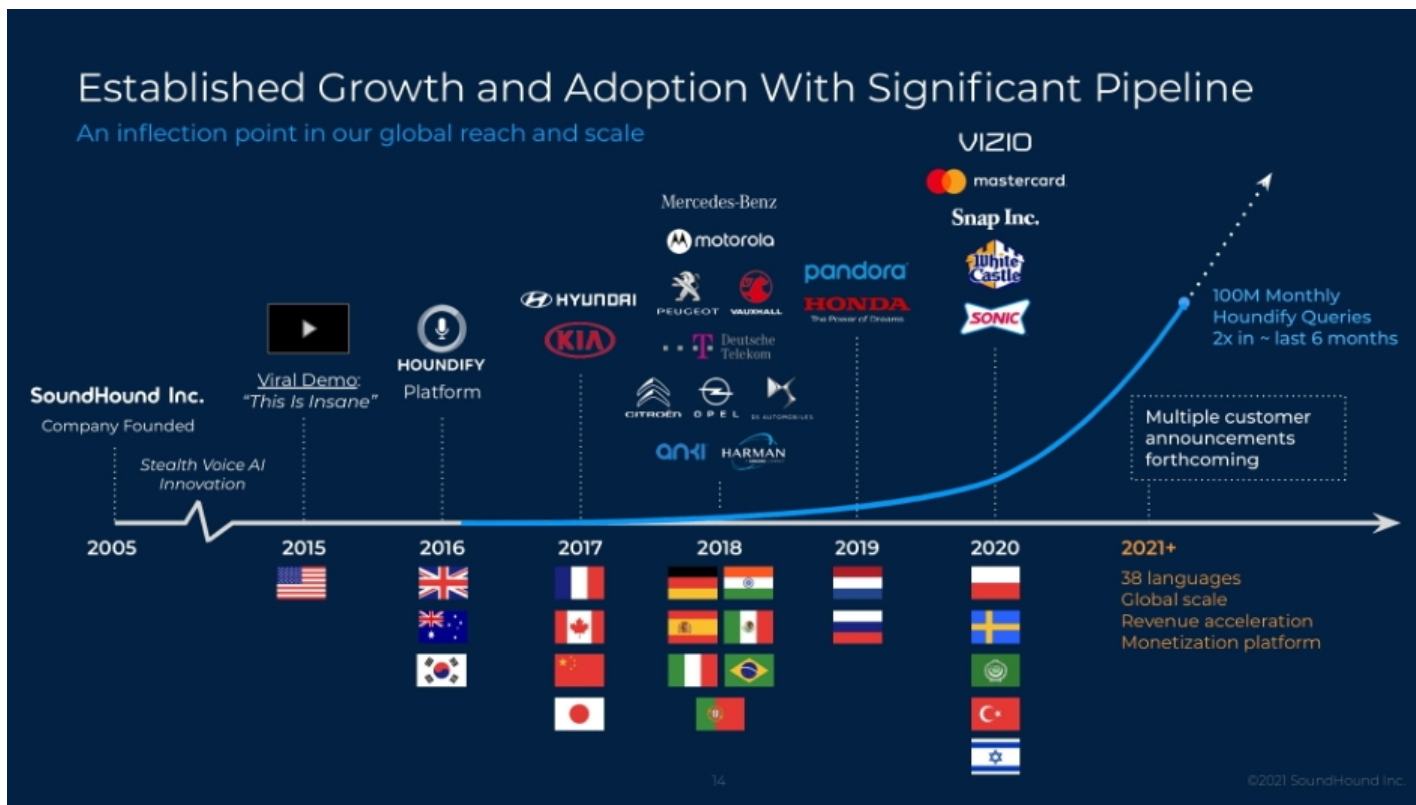 Established Growth and Adoption With Significant Pipeline
An inflection point in our global reach and scale
SoundHound Inc.
Company Founded
Stealth Voice AI
Innovation
Viral Demo:
“This Is Insane”
HOUNDIFY
Platform
HYUNDAI
KIA
Mercedes-Benz
motorola
PEUGEOT
VAUXHALL
Deutsche
Telekom
CITROËN
OPEL
DS AUTOMOBILES
anki
HARMAN
pandora
HONDA
The Power of Dreams
VIZIO
mastercard.
Snap Inc.
White
Castle
SONIC
100M Monthly
Houndify Queries
2x in ~ last 6 months
Multiple customer
announcements
forthcoming
2005
2015
2016
2017
2018
2019
2020
2021+
38 languages
Global scale
Revenue acceleration
Monetization platform
14
©2021 SoundHound Inc.